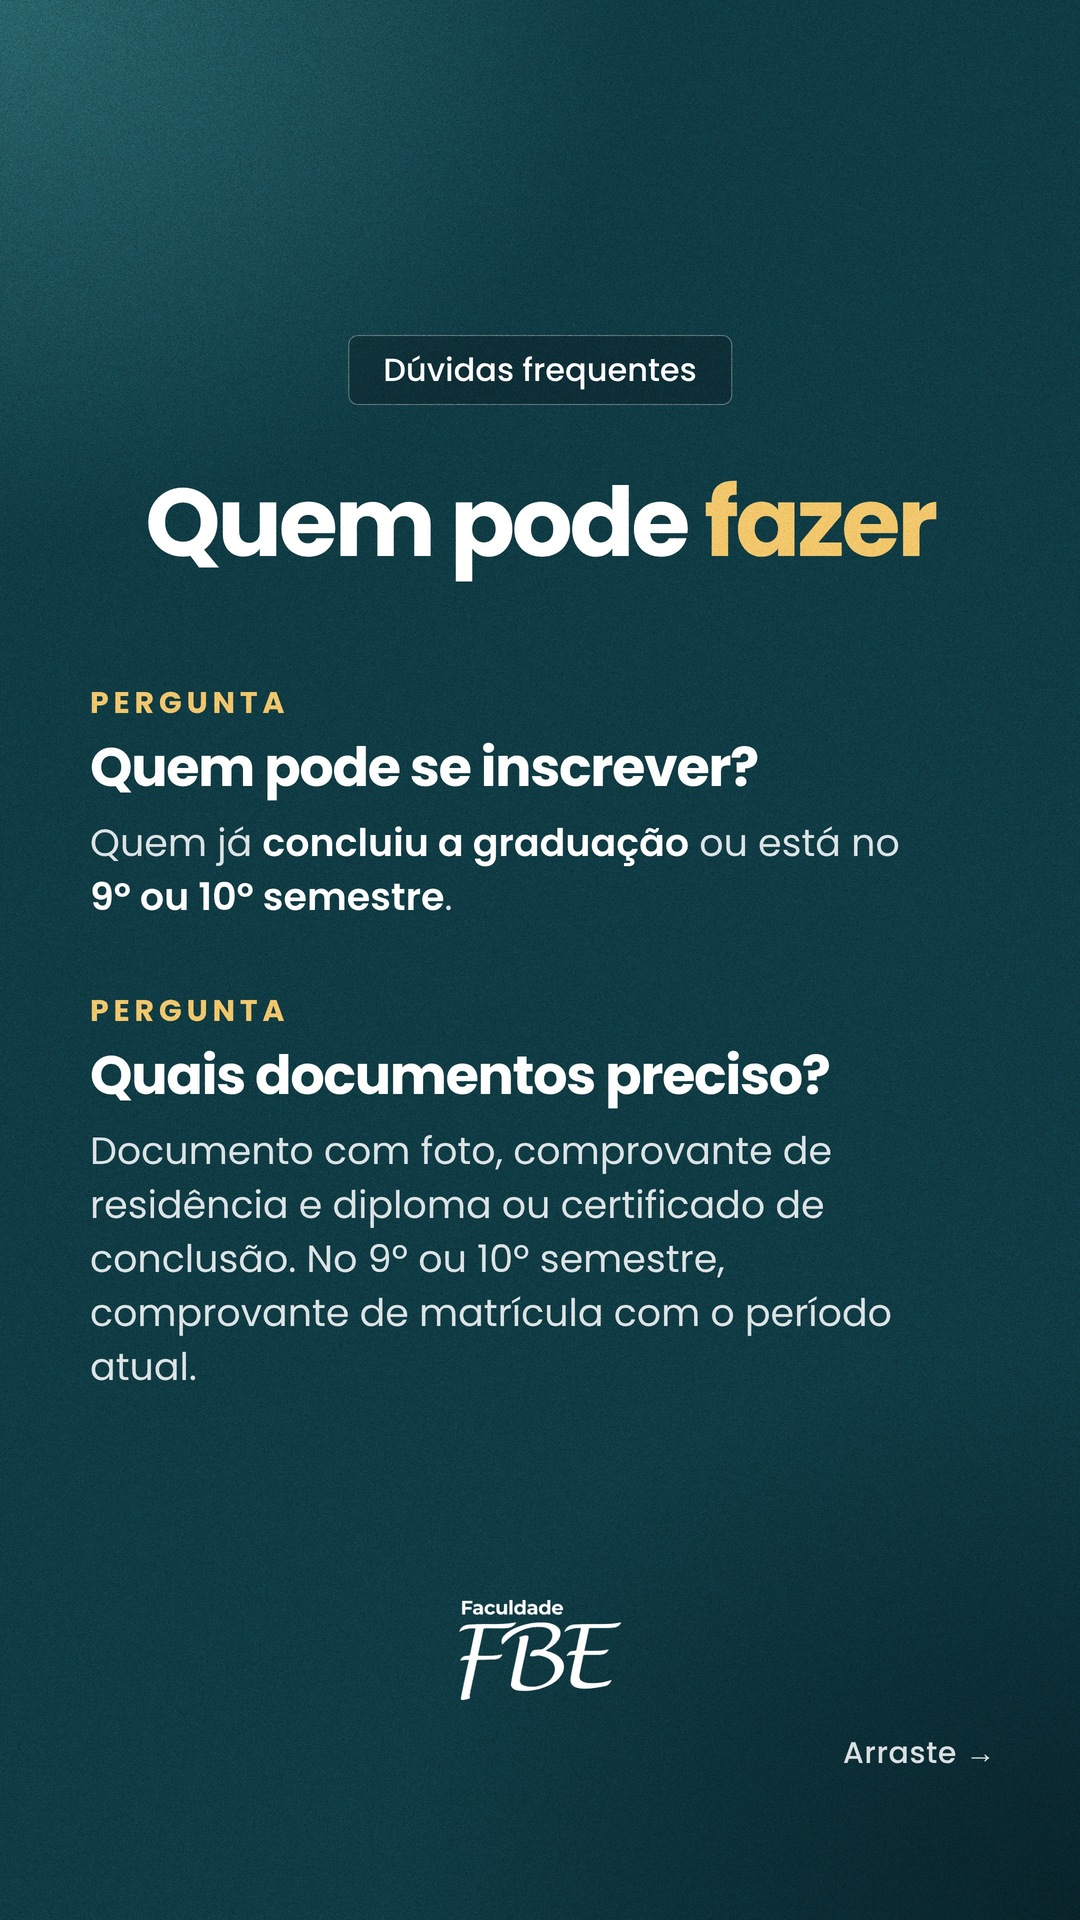 Dúvidas frequentes
Quem pode fazer
PERGUNTA
Quem pode se inscrever?
Quem já concluiu a graduação ou está no
9º ou 10º semestre.
PERGUNTA
Quais documentos preciso?
Documento com foto, comprovante de
residência e diploma ou certificado de
conclusão. No 9º ou 10º semestre,
comprovante de matrícula com o período
atual.
Faculdade
FBE
Arraste →